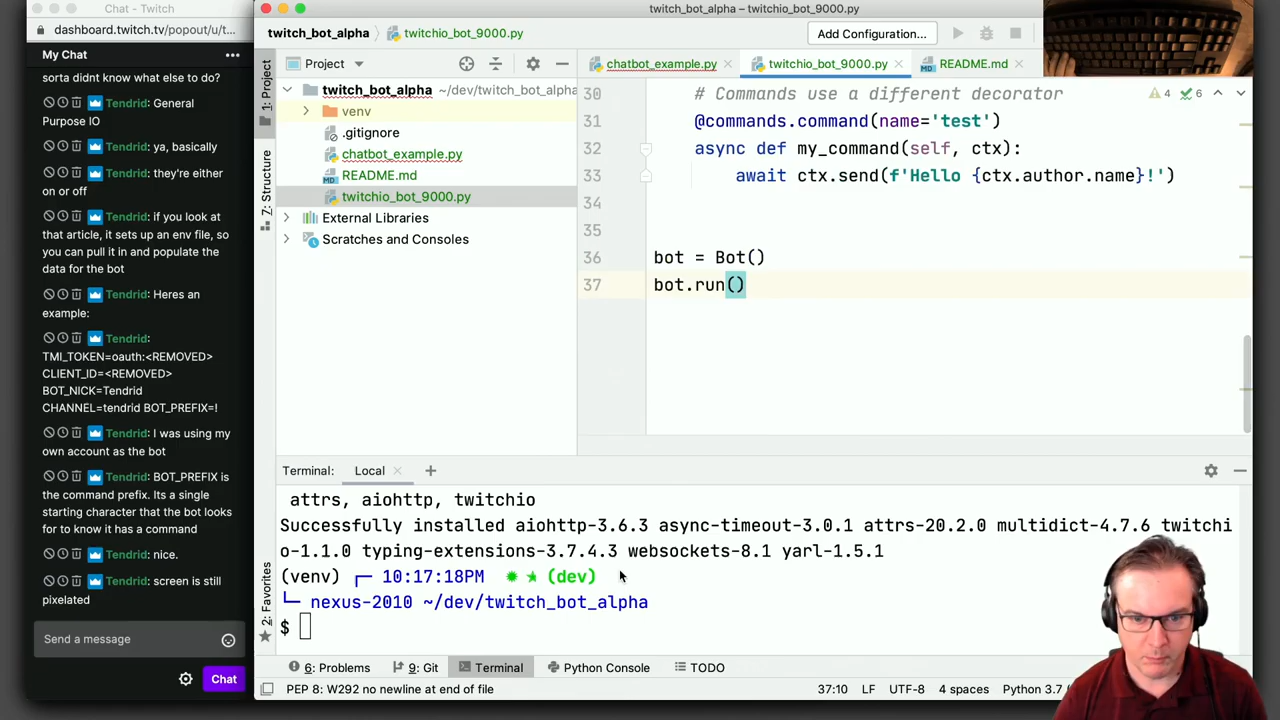 Chat - Twitch
dashboard.twitch.tv/popout/u/t...
My Chat
sorta didnt know what else to do?
Tendrid: General
Purpose IO
Tendrid: ya, basically
Tendrid: they're either
on or off
Tendrid: if you look at
that article, it sets up an env file, so
you can pull it in and populate the
data for the bot
Tendrid: Heres an
example:
Tendrid:
TMI_TOKEN=oauth:<REMOVED>
CLIENT_ID=<REMOVED>
BOT_NICK=Tendrid
CHANNEL=tendrid BOT_PREFIX=!
Tendrid: I was using my
own account as the bot
Tendrid: BOT_PREFIX is
the command prefix. Its a single
starting character that the bot looks
for to know it has a command
Tendrid: nice.
Tendrid: screen is still
pixelated
Send a message
Chat
twitch_bot_alpha – twitchio_bot_9000.py
twitch_bot_alpha
twitchio_bot_9000.py
Add Configuration...
1: Project
7: Structure
2: Favorites
Project
twitch_bot_alpha ~/dev/twitch_bot_alpha
venv
.gitignore
chatbot_example.py
README.md
twitchio_bot_9000.py
External Libraries
Scratches and Consoles
chatbot_example.py
twitchio_bot_9000.py
README.md
4 6
30 # Commands use a different decorator
31 @commands.command(name='test')
32 async def my_command(self, ctx):
33 await ctx.send(f'Hello {ctx.author.name}!')
34
35
36 bot = Bot()
37 bot.run()
Terminal: Local
attrs, aiohttp, twitchio
Successfully installed aiohttp-3.6.3 async-timeout-3.0.1 attrs-20.2.0 multidict-4.7.6 twitchi
o-1.1.0 typing-extensions-3.7.4.3 websockets-8.1 yarl-1.5.1
(venv) 10:17:18PM (dev)
nexus-2010 ~/dev/twitch_bot_alpha
$
6: Problems
9: Git
Terminal
Python Console
TODO
PEP 8: W292 no newline at end of file
37:10 LF UTF-8 4 spaces Python 3.7